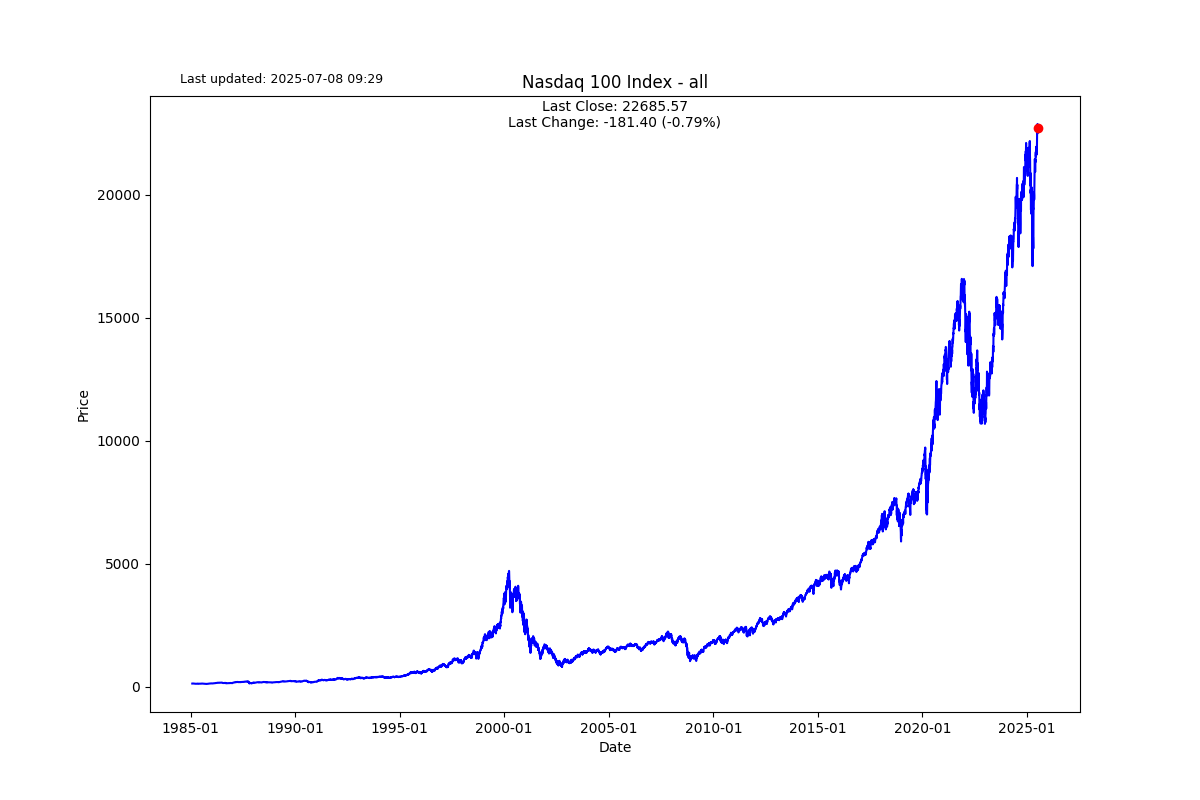 Last updated: 2025-07-08 09:29
Nasdaq 100 Index - all
Last Close: 22685.57
Last Change: -181.40 (-0.79%)
20000
15000
10000
5000
0
Price
1985-01 1990-01 1995-01 2000-01 2005-01 2010-01 2015-01 2020-01 2025-01
Date